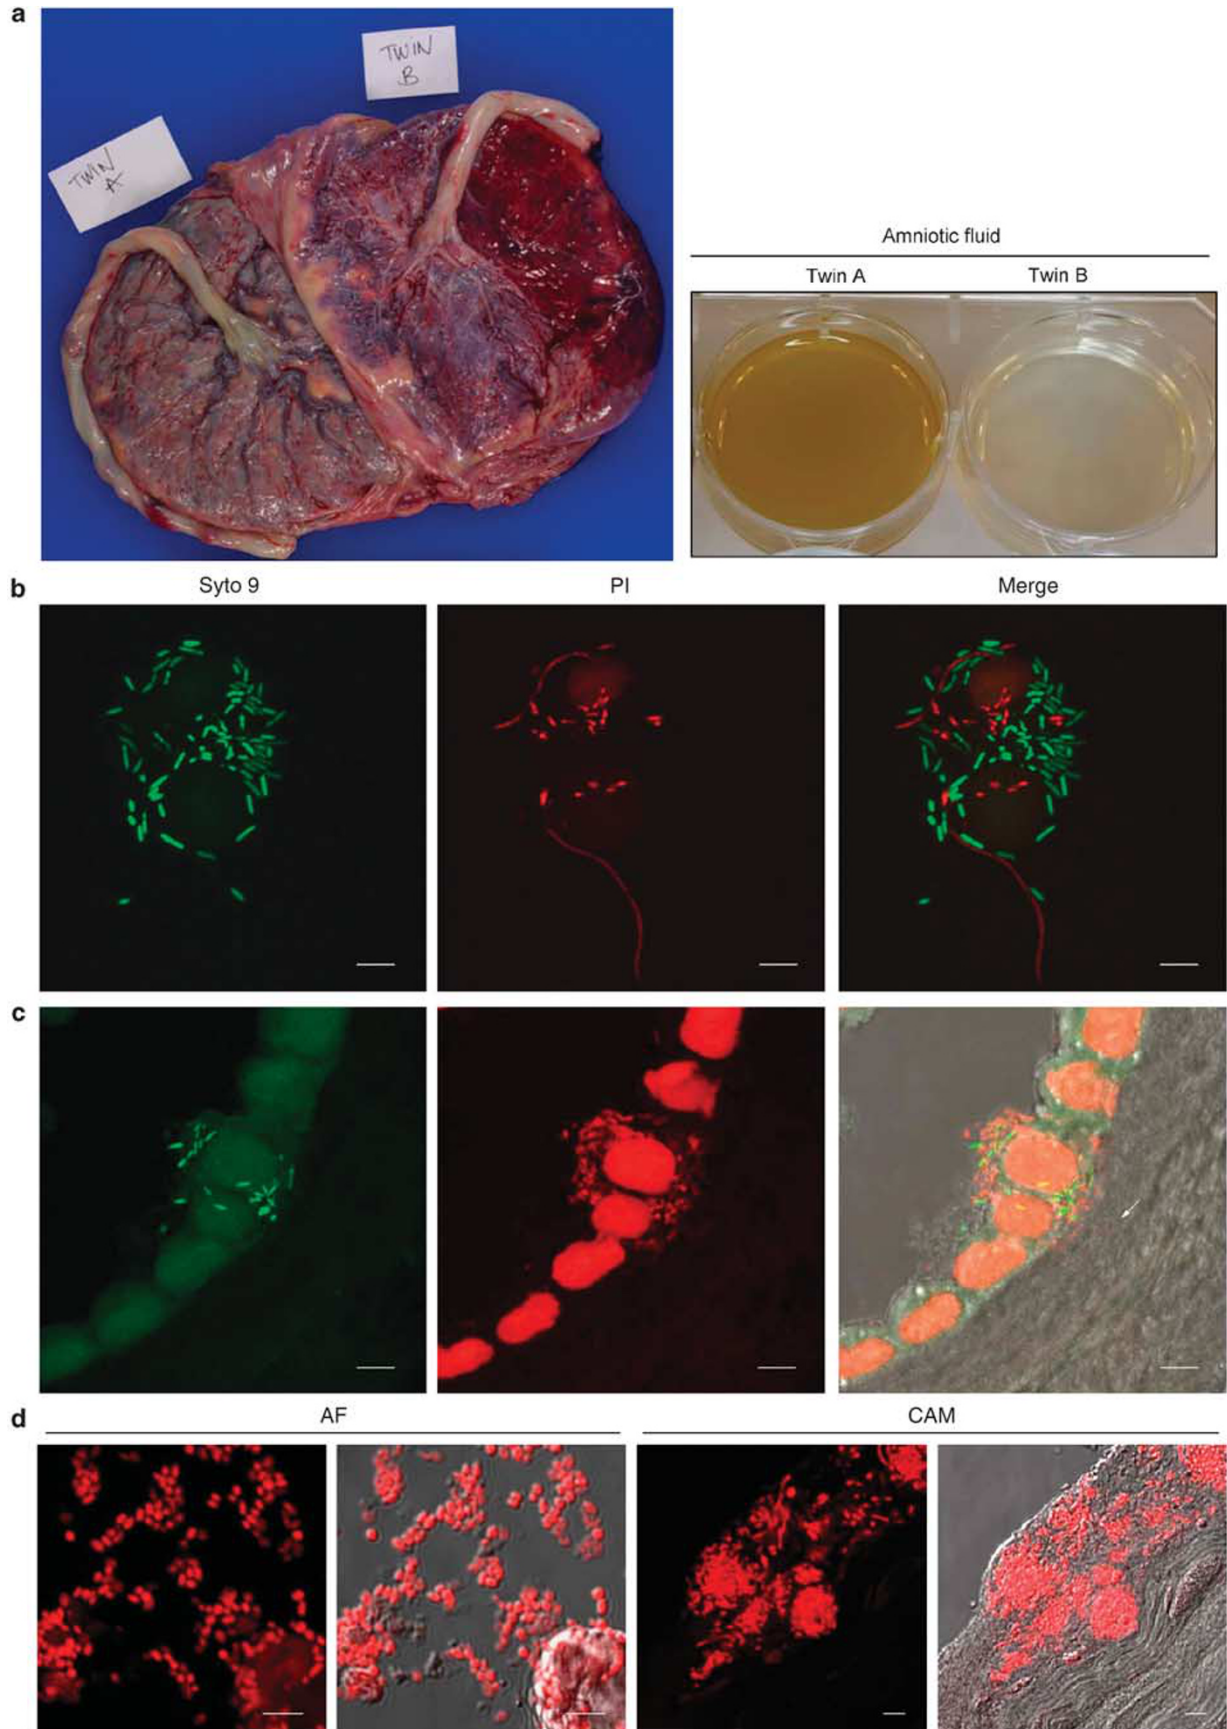 a
TWIN
B
TWIN
A
Amniotic fluid
Twin A Twin B
b
Syto 9 PI Merge
c
d
AF CAM